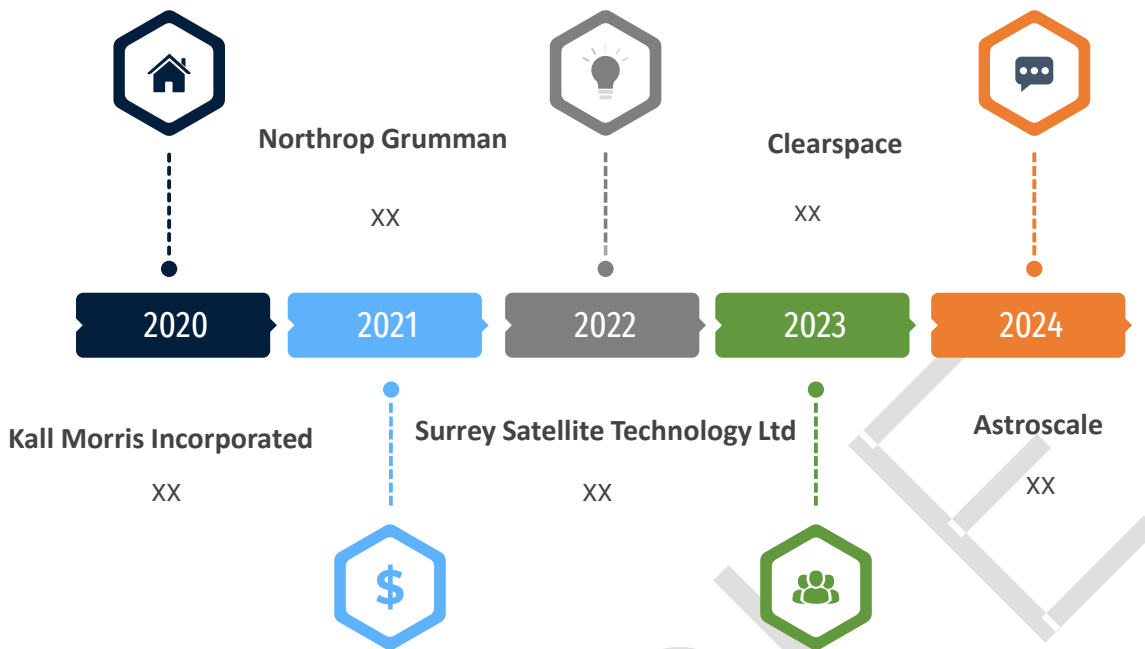 Northrop Grumman
Clearspace
XX
XX
2020
2021
2022
2023
2024
Kall Morris Incorporated
Surrey Satellite Technology Ltd
Astroscale
XX
XX
XX
$